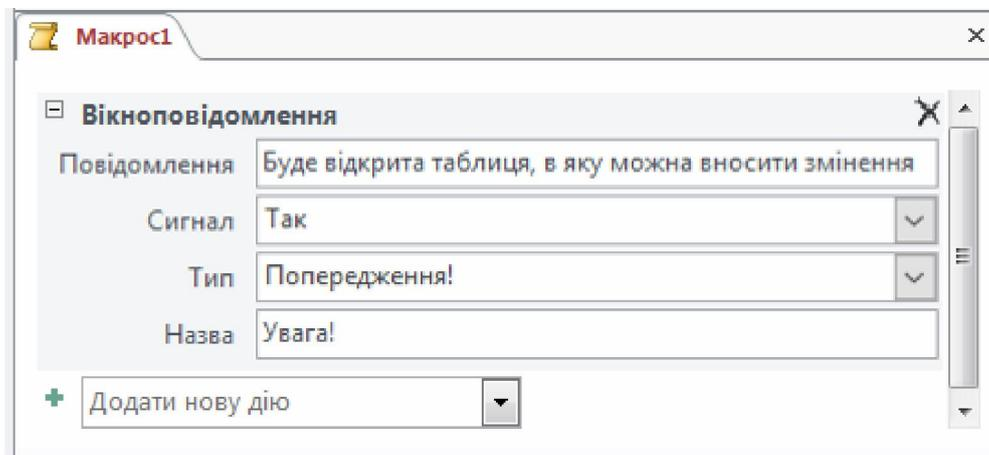 Макрос1
Вікноповідомлення
Повідомлення Буде відкрита таблиця, в яку можна вносити змінення
Сигнал Так
Тип Попередження!
Назва Увага!
Додати нову дію